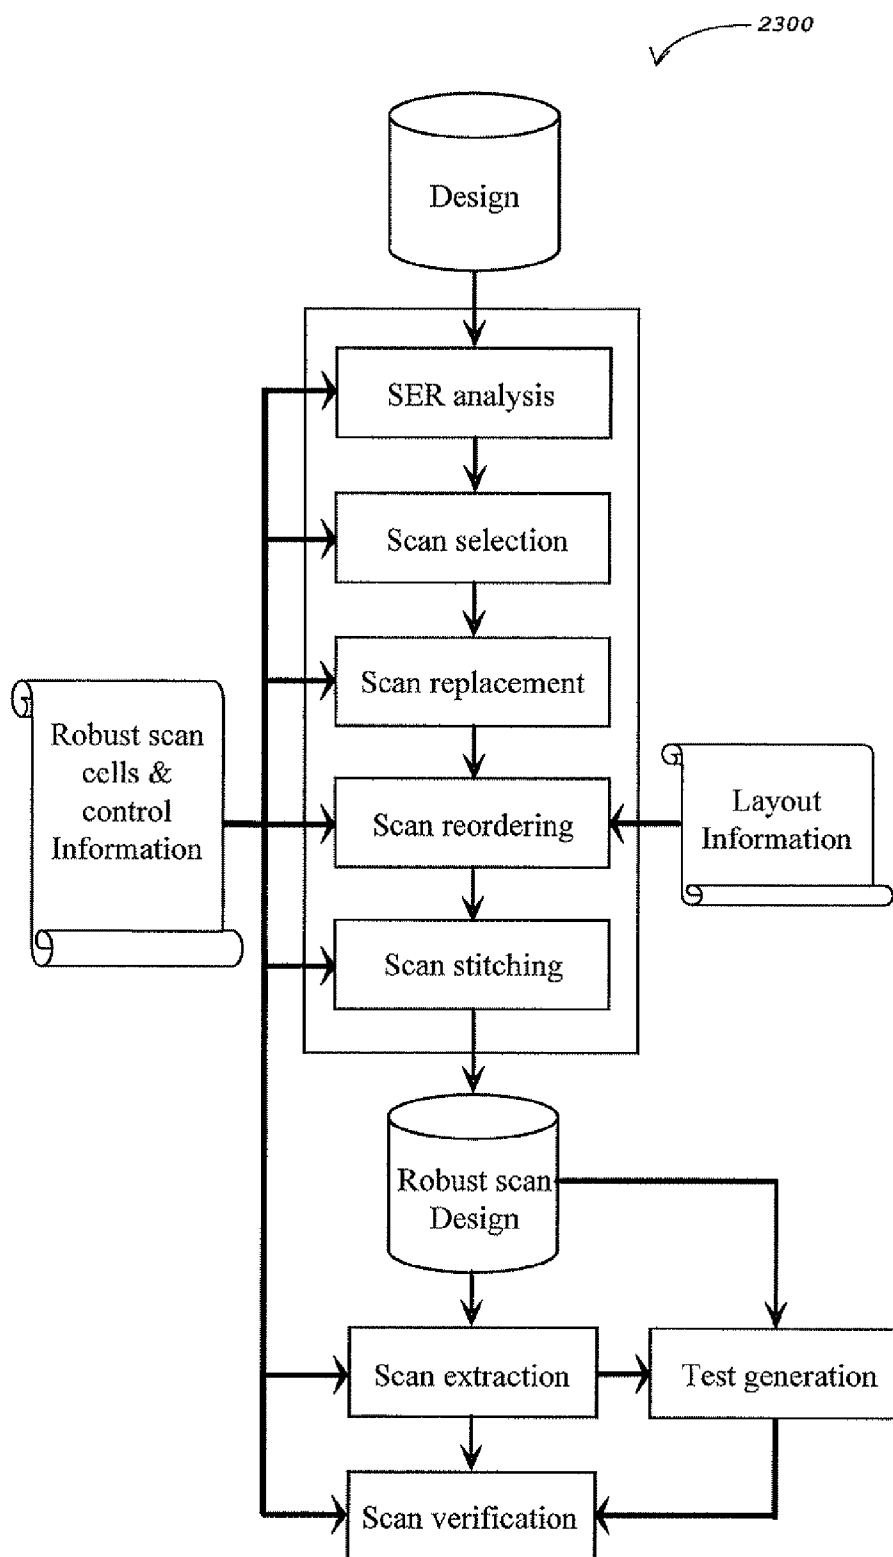 2300
Design
SER analysis
Scan selection
Scan replacement
Robust scan
cells &
control
Information
Scan reordering
Layout
Information
Scan stitching
Robust scan
Design
Scan extraction
Test generation
Scan verification